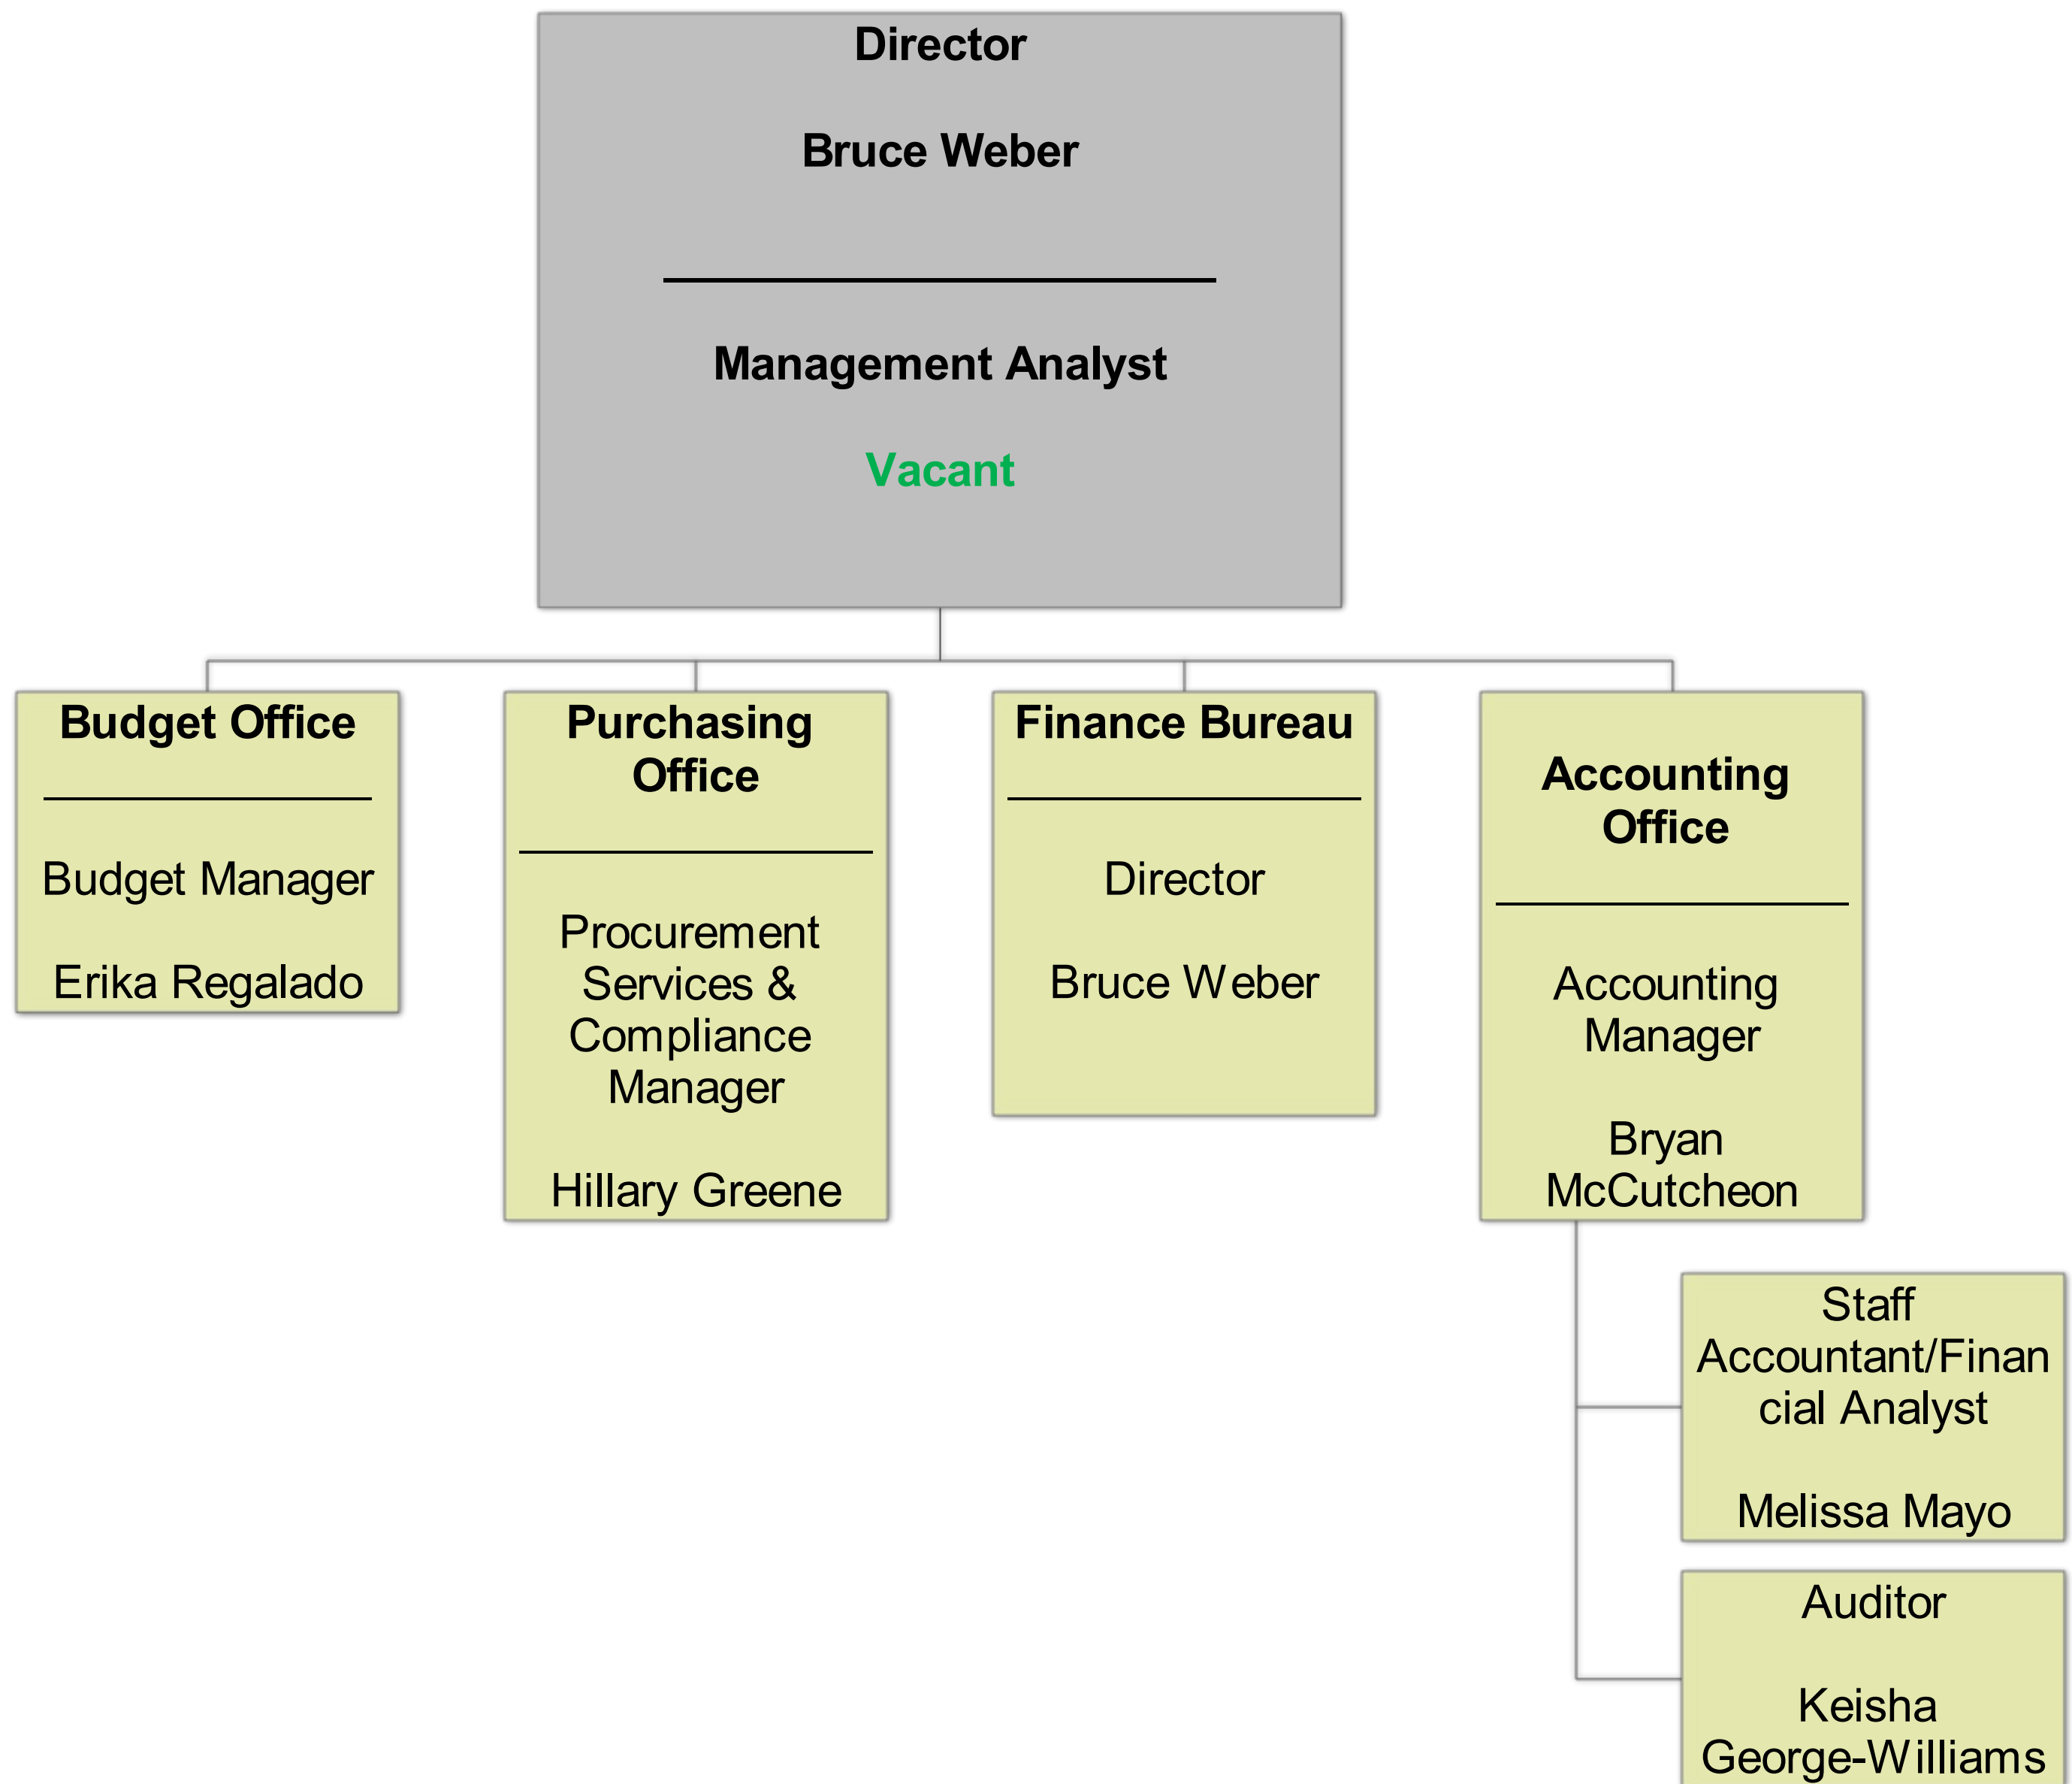 Director
Bruce Weber
Management Analyst
Vacant
Budget Office
Budget Manager
Erika Regalado
Purchasing
Office
Procurement
Services &
Compliance
Manager
Hillary Greene
Finance Bureau
Director
Bruce Weber
Accounting
Office
Accounting
Manager
Bryan
McCutcheon
Staff
Accountant/Finan
cial Analyst
Melissa Mayo
Auditor
Keisha
George-Williams